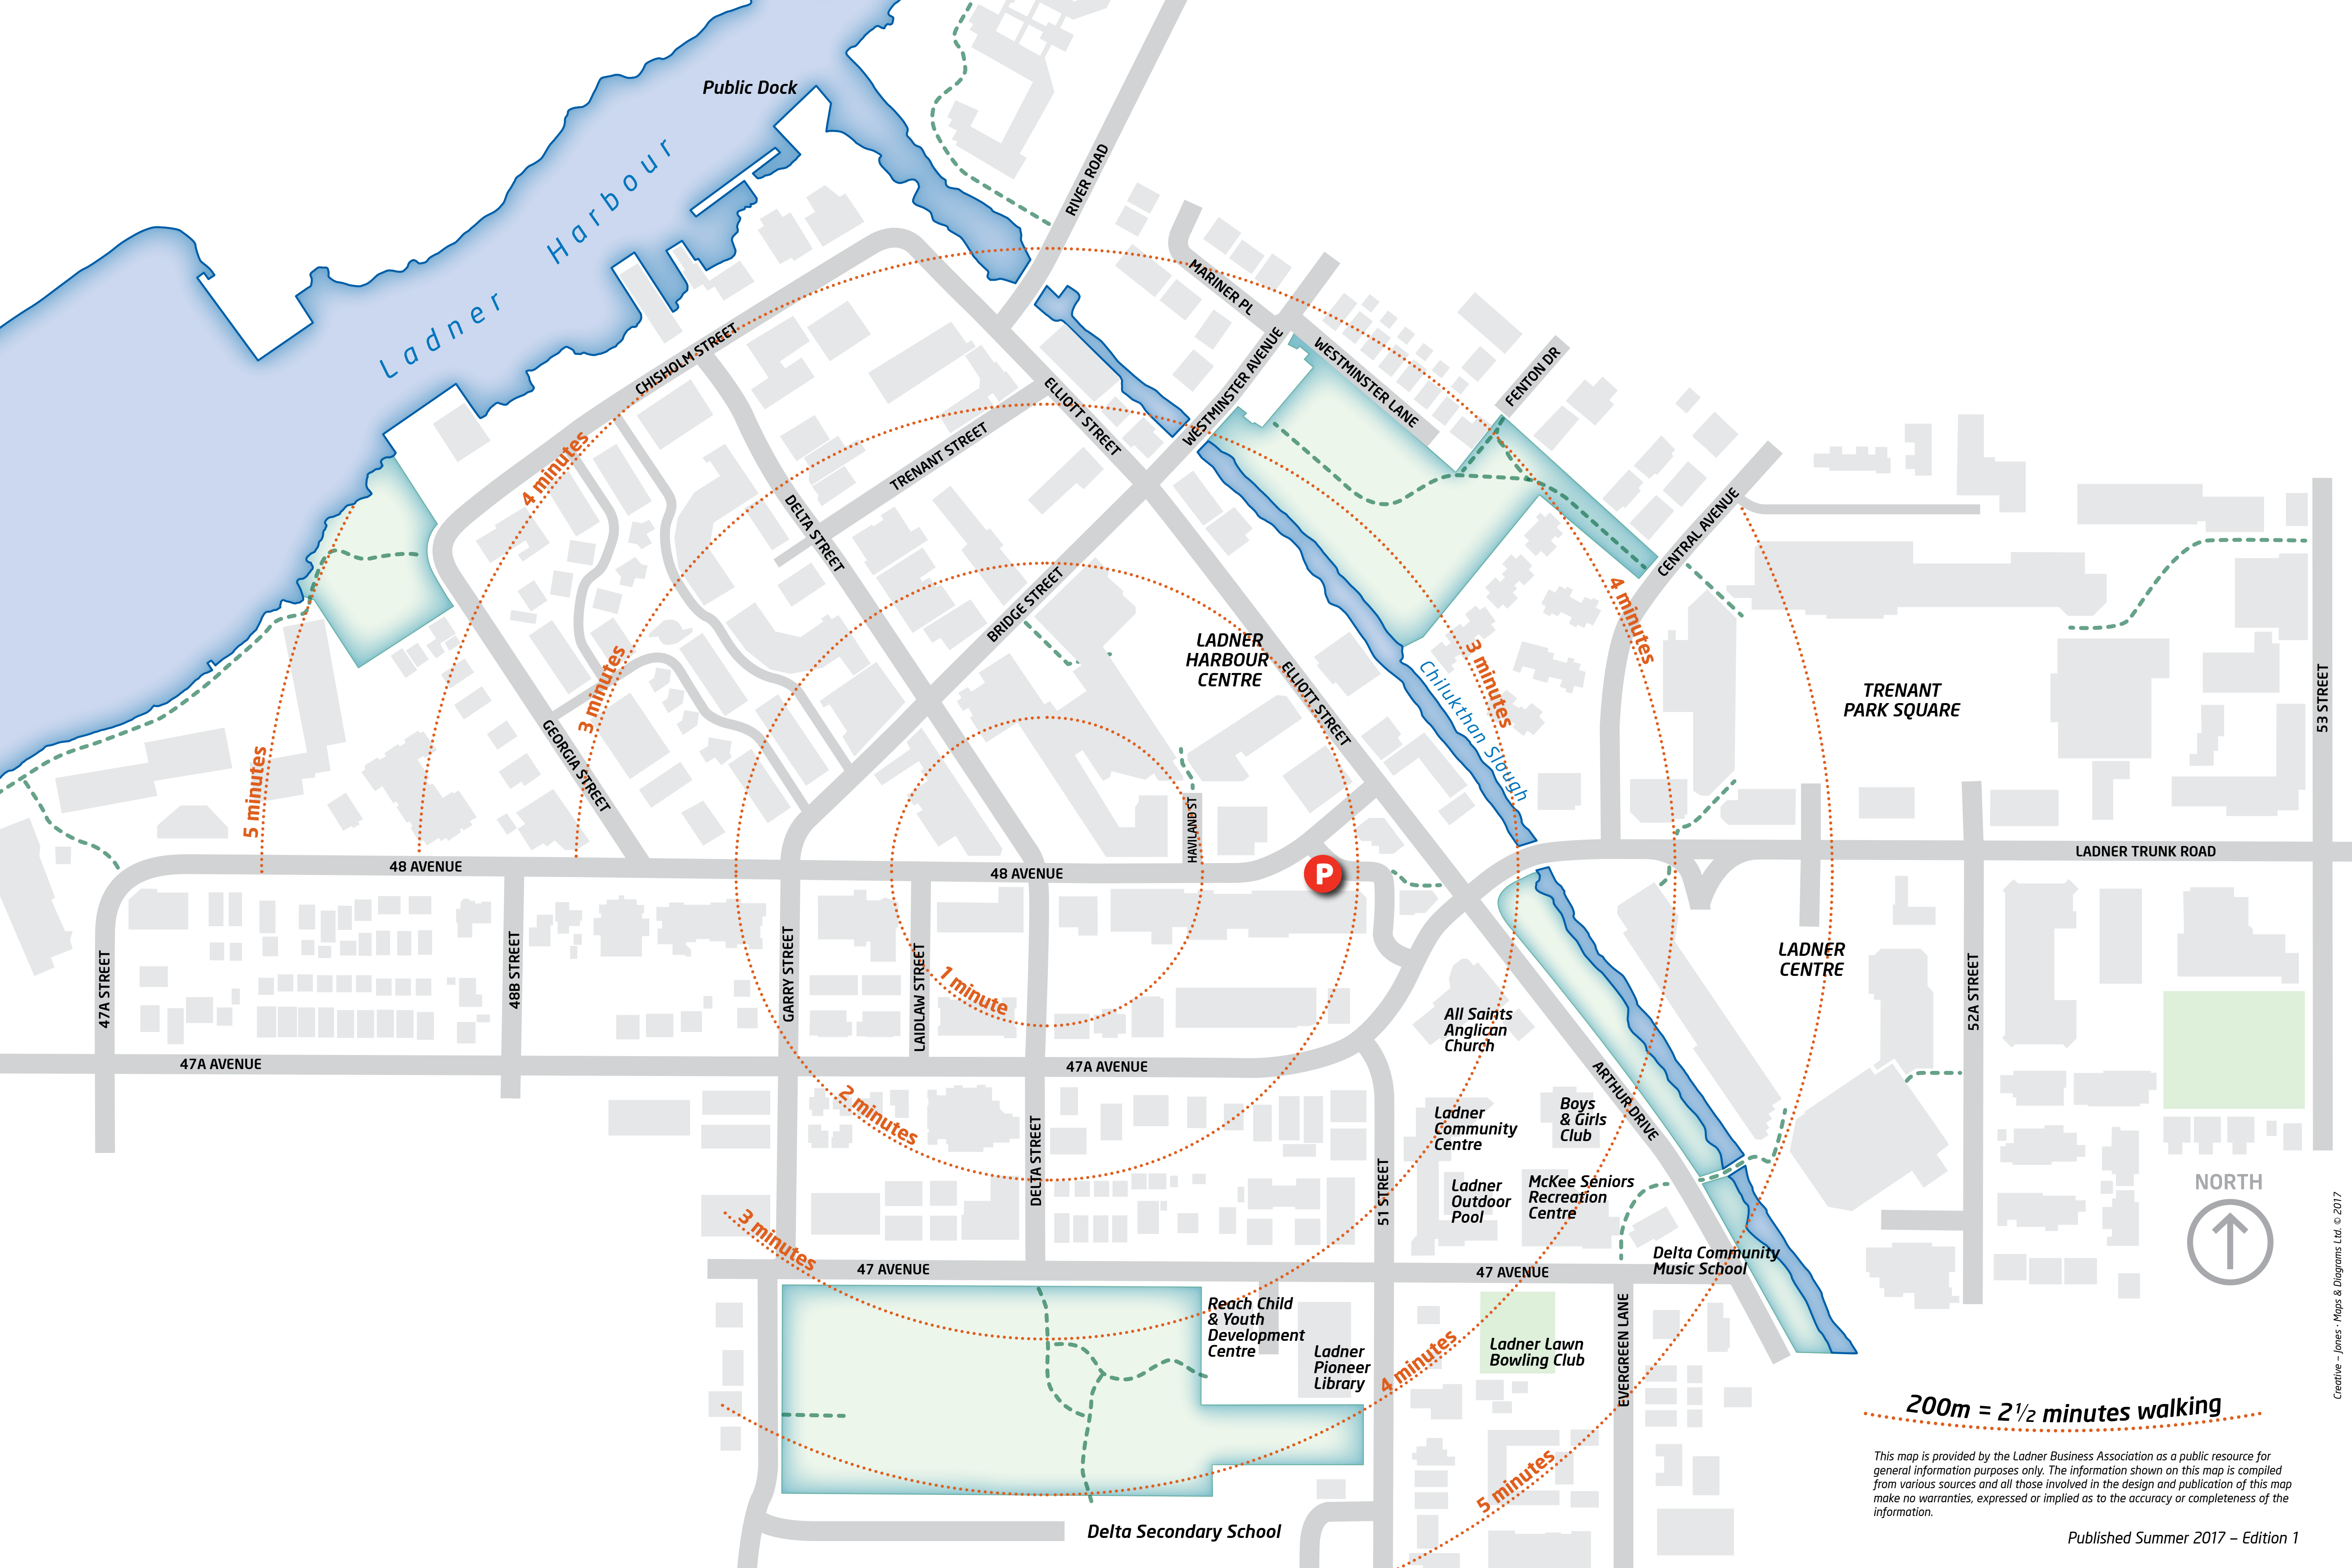 Public Dock
Ladner Harbour
RIVER ROAD
MARINER PL
WESTMINSTER AVENUE
WESTMINSTER LANE
FENTON DR
CHISHOLM STREET
ELLIOTT STREET
TRENANT STREET
4 minutes
DELTA STREET
CENTRAL AVENUE
BRIDGE STREET
4 minutes
LADNER
HARBOUR
CENTRE
ELLIOTT STREET
3 minutes
Chilukthan Slough
3 minutes
TRENANT
PARK SQUARE
53 STREET
GEORGIA STREET
5 minutes
HAVILAND ST
48 AVENUE
48 AVENUE
P
LADNER TRUNK ROAD
47A STREET
48B STREET
GARRY STREET
LAIDLAW STREET
1 minute
LADNER
CENTRE
52A STREET
All Saints
Anglican
Church
47A AVENUE
47A AVENUE
ARTHUR DRIVE
2 minutes
DELTA STREET
Ladner
Community
Centre
Boys
& Girls
Club
51 STREET
Ladner
Outdoor
Pool
McKee Seniors
Recreation
Centre
NORTH
3 minutes
Delta Community
Music School
47 AVENUE
47 AVENUE
Reach Child
& Youth
Development
Centre
Ladner
Pioneer
Library
4 minutes
Ladner Lawn
Bowling Club
EVERGREEN LANE
5 minutes
Delta Secondary School
200m = 2½ minutes walking
This map is provided by the Ladner Business Association as a public resource for
general information purposes only. The information shown on this map is compiled
from various sources and all those involved in the design and publication of this map
make no warranties, expressed or implied as to the accuracy or completeness of the
information.
Published Summer 2017 – Edition 1
Creative – Jones · Maps & Diagrams Ltd. © 2017